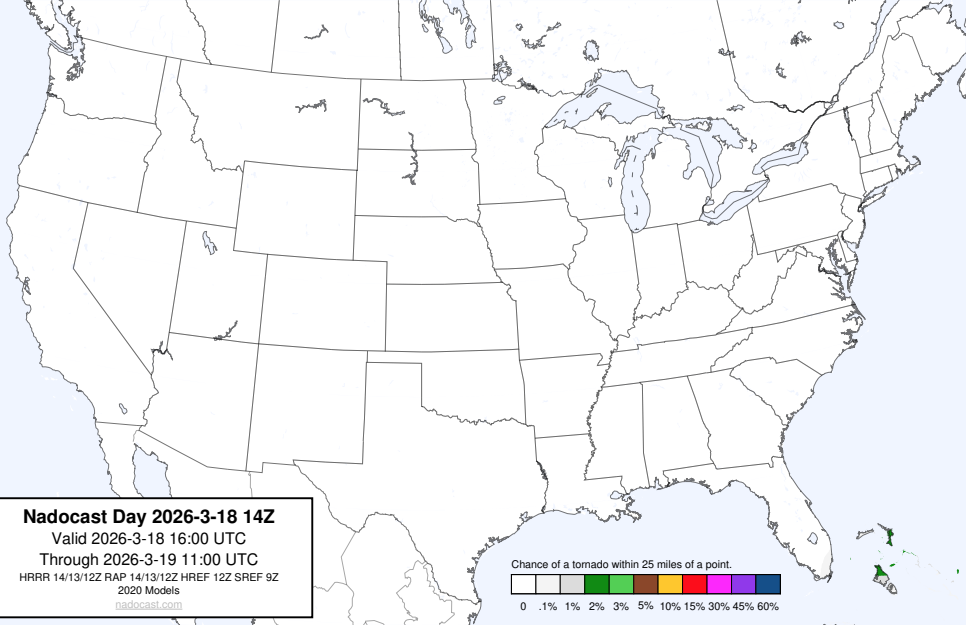 Nadocast Day 2026-3-18 14Z
Valid 2026-3-18 16:00 UTC
Through 2026-3-19 11:00 UTC
HRRR 14/13/12Z RAP 14/13/12Z HREF 12Z SREF 9Z
2020 Models
nadocast.com
Chance of a tornado within 25 miles of a point.
0 .1% 1% 2% 3% 5% 10% 15% 30% 45% 60%